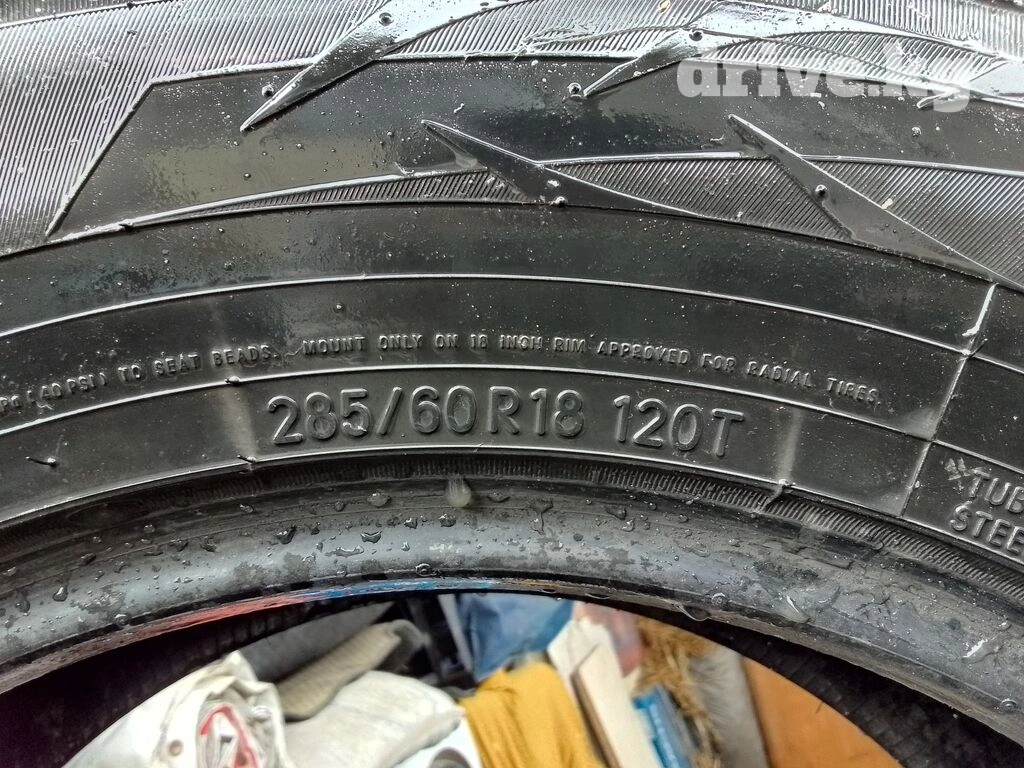 drive.kg
(40 PSI) TO SEAT BEADS. MOUNT ONLY ON 18 INCH RIM APPROVED FOR RADIAL TIRES.
285/60R18 120T
TUB
STEE